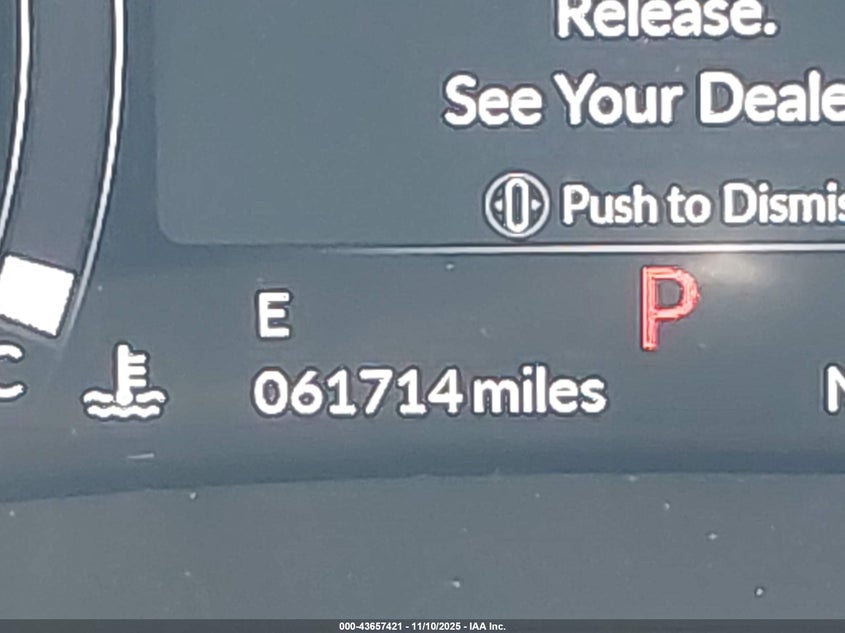 Release.
See Your Deale
Push to Dismis
E
P
C
061714 miles
N
000-43657421 - 11/10/2025 - IAA Inc.